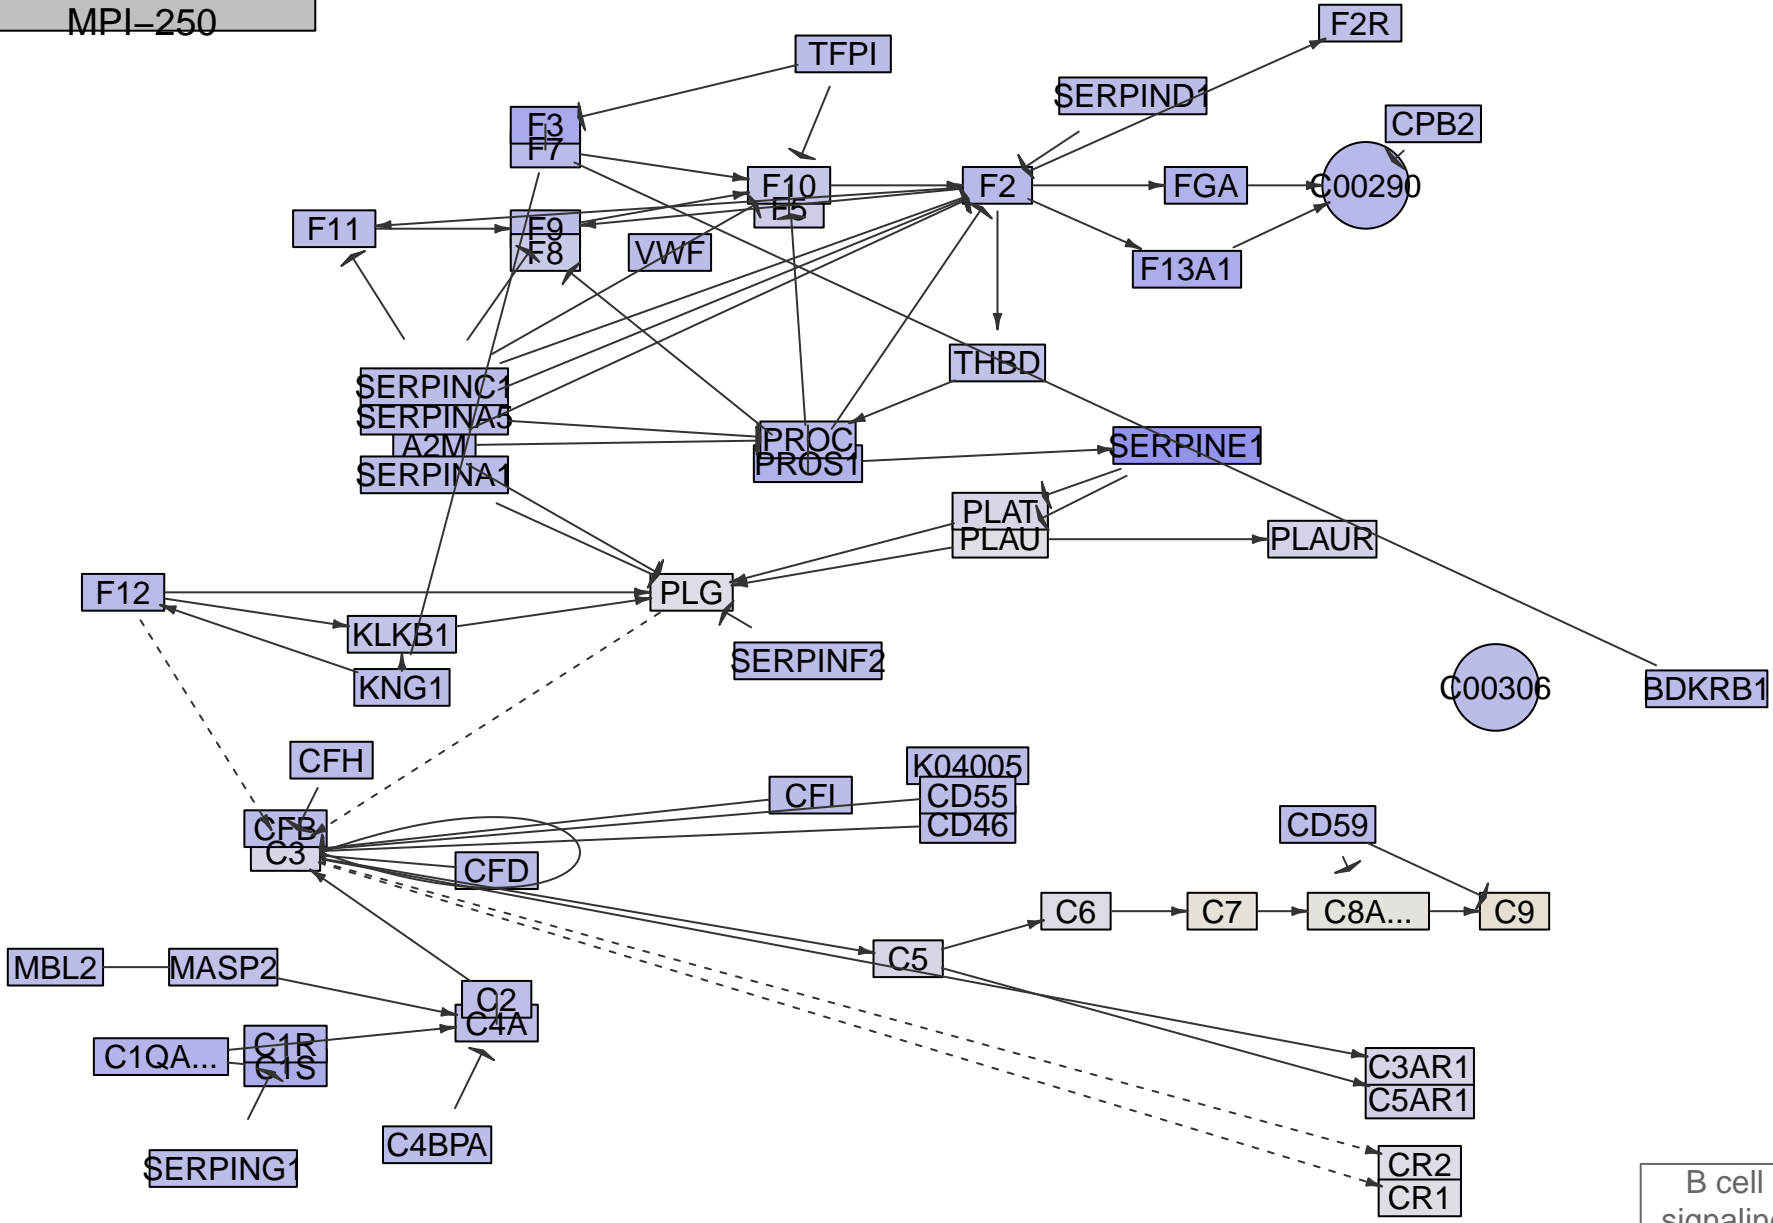 MPI–250
F2R
TFPI
SERPIND1
CPB2
F3
F7
F10
F5
F2
FGA
C00290
F11
F9
F8
VWF
F13A1
THBD
SERPINC1
SERPINA5
A2M
SERPINA1
PROC
PROS1
SERPINE1
PLAT
PLAU
PLAUR
F12
PLG
KLKB1
KNG1
SERPINF2
C00306
BDKRB1
CFH
K04005
CFI
CD55
CD46
CFB
C3
CFD
CD59
C6
C7
C8A...
C9
C5
MBL2
MASP2
C2
C4A
C1QA...
C1R
C1S
C3AR1
C5AR1
C4BPA
SERPING1
CR2
CR1
B cell
signaling